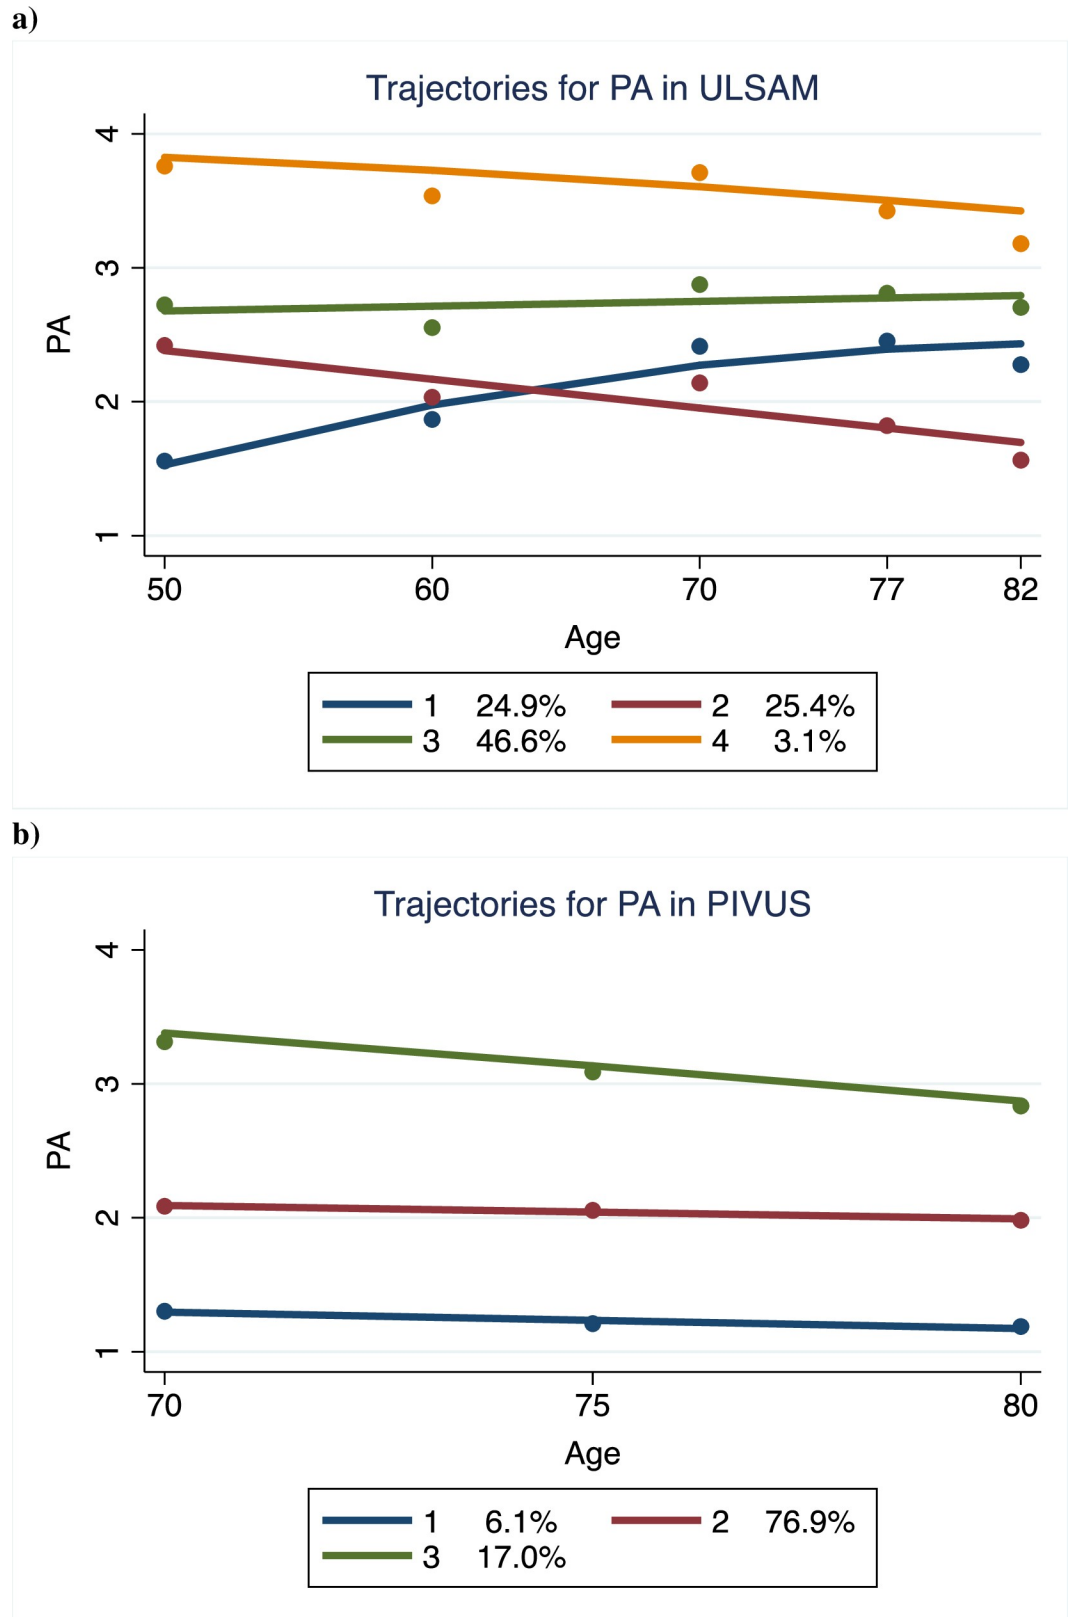 a)
Trajectories for PA in ULSAM
4
3
2
1
PA
50 60 70 77 82
Age
1 24.9% 2 25.4%
3 46.6% 4 3.1%
b)
Trajectories for PA in PIVUS
4
3
2
1
PA
70 75 80
Age
1 6.1% 2 76.9%
3 17.0%